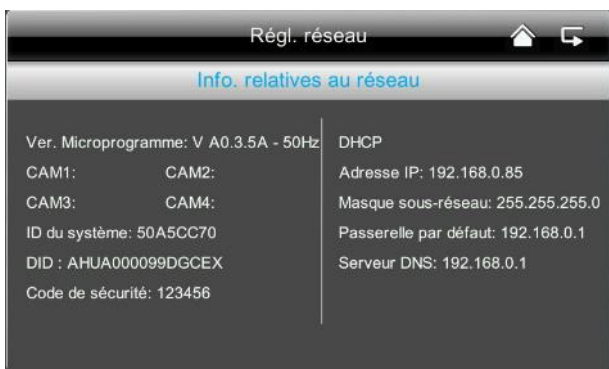 Régl. réseau
Info. relatives au réseau
Ver. Microprogramme: V A0.3.5A - 50Hz
CAM1: CAM2:
CAM3: CAM4:
ID du système: 50A5CC70
DID : AHUA000099DGCEX
Code de sécurité: 123456
DHCP
Adresse IP: 192.168.0.85
Masque sous-réseau: 255.255.255.0
Passerelle par défaut: 192.168.0.1
Serveur DNS: 192.168.0.1